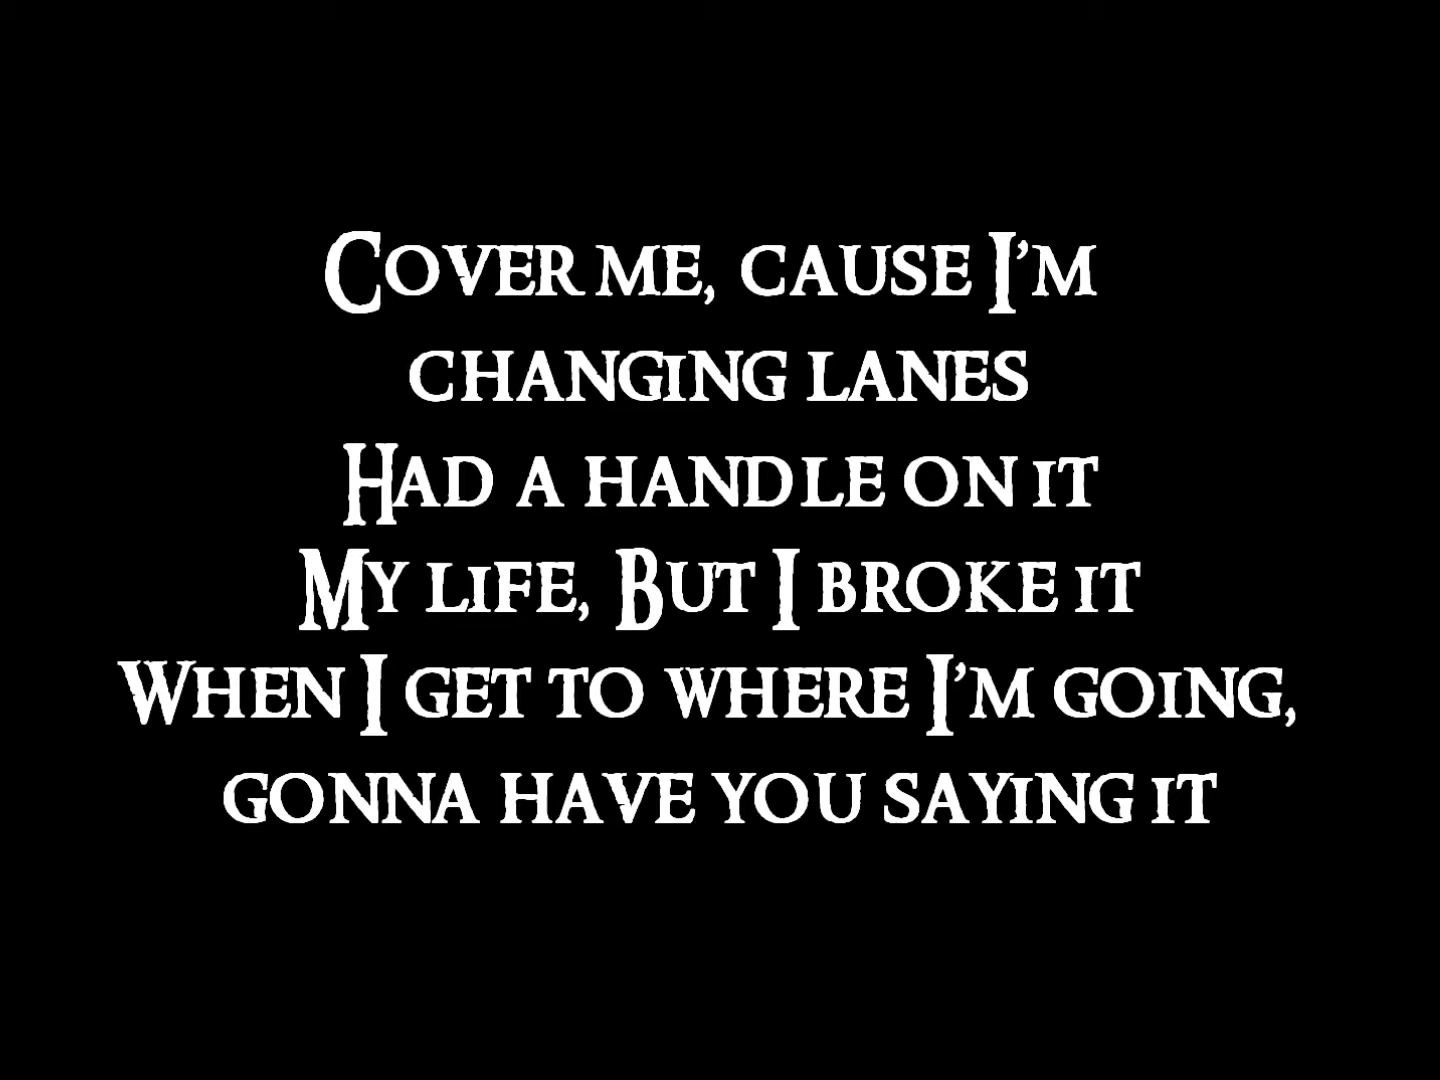 Cover me, cause I'm
changing lanes
Had a handle on it
My life, But I broke it
When I get to where I'm going,
gonna have you saying it